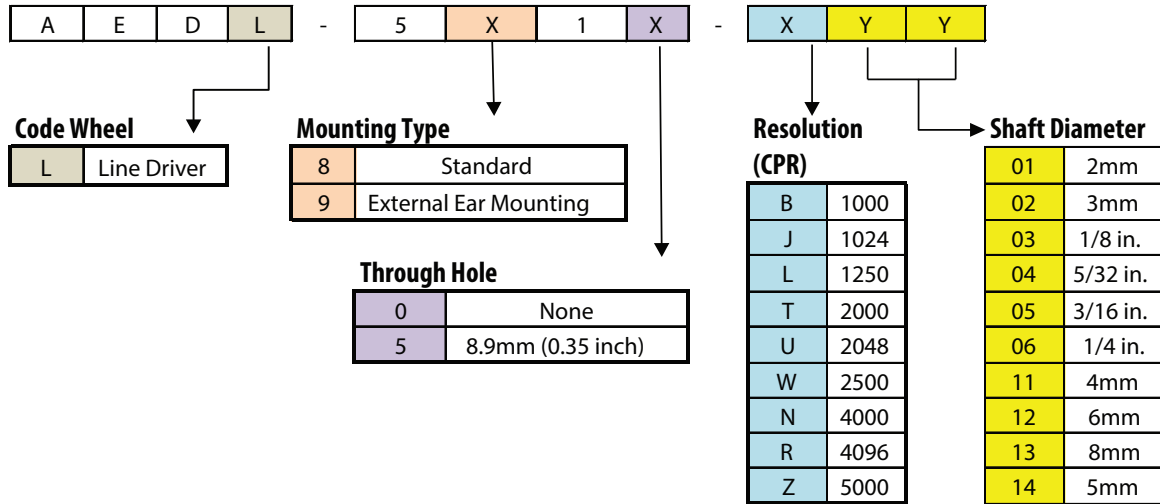 A E D L - 5 X 1 X - X Y Y
Code Wheel
L Line Driver
Mounting Type
8 Standard
9 External Ear Mounting
Through Hole
0 None
5 8.9mm (0.35 inch)
Resolution
(CPR)
B 1000
J 1024
L 1250
T 2000
U 2048
W 2500
N 4000
R 4096
Z 5000
Shaft Diameter
01 2mm
02 3mm
03 1/8 in.
04 5/32 in.
05 3/16 in.
06 1/4 in.
11 4mm
12 6mm
13 8mm
14 5mm